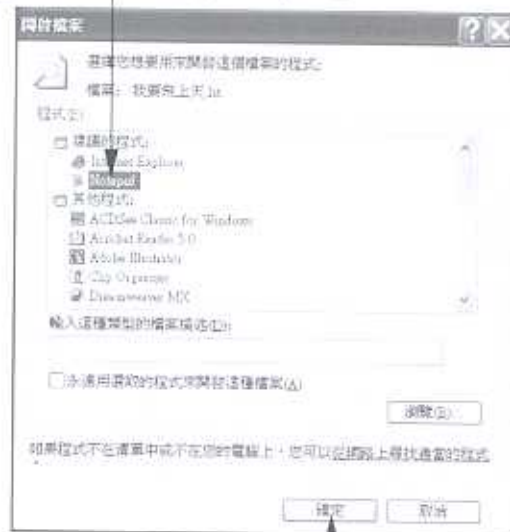 開啟檔案
選擇您想要用來開啟這個檔案的程式:
檔案: 我要飛上天.txt
程式(P):
建議的程式:
Internet Explorer
Notepad
其他程式:
ACDSee Classic for Windows
Acrobat Reader 5.0
Adobe Illustrator
Clip Organizer
Dreamweaver MX
輸入這種類型的檔案描述(D):
永遠用選取的程式來開啟這種檔案(A)
瀏覽(B)...
如果程式不在清單中或不在您的電腦上，您可以從網路上尋找適當的程式
確定
取消